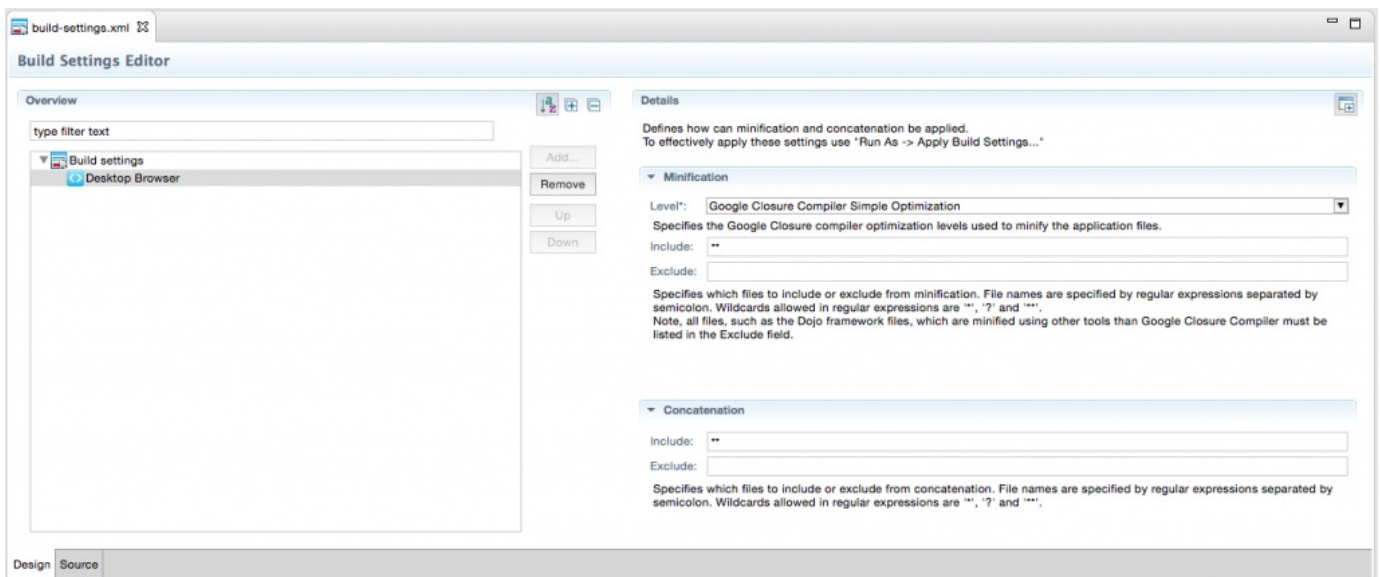 build-settings.xml
Build Settings Editor
Overview
type filter text
Build settings
Desktop Browser
Add...
Remove
Up
Down
Details
Defines how can minification and concatenation be applied.
To effectively apply these settings use "Run As -> Apply Build Settings..."
Minification
Level*: Google Closure Compiler Simple Optimization
Specifies the Google Closure compiler optimization levels used to minify the application files.
Include: **
Exclude:
Specifies which files to include or exclude from minification. File names are specified by regular expressions separated by
semicolon. Wildcards allowed in regular expressions are '*', '?' and '**'.
Note, all files, such as the Dojo framework files, which are minified using other tools than Google Closure Compiler must be
listed in the Exclude field.
Concatenation
Include: **
Exclude:
Specifies which files to include or exclude from concatenation. File names are specified by regular expressions separated by
semicolon. Wildcards allowed in regular expressions are '*', '?' and '**'.
Design Source